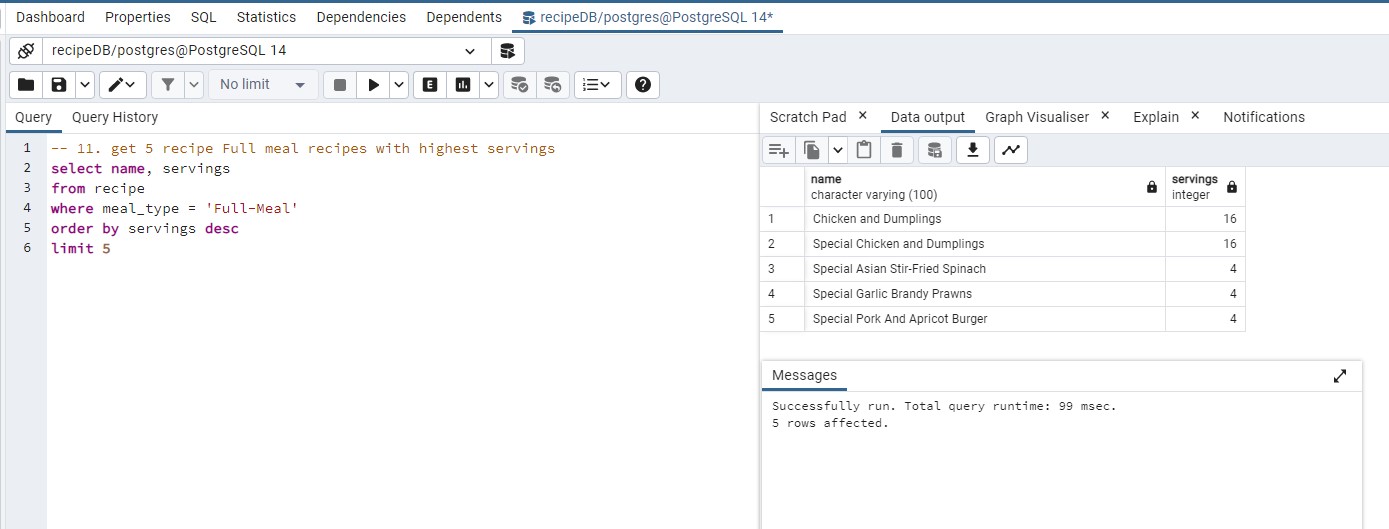 Dashboard Properties SQL Statistics Dependencies Dependents recipeDB/postgres@PostgreSQL 14*
recipeDB/postgres@PostgreSQL 14
No limit E ?
Query Query History
1 -- 11. get 5 recipe Full meal recipes with highest servings
2 select name, servings
3 from recipe
4 where meal_type = 'Full-Meal'
5 order by servings desc
6 limit 5
Scratch Pad × Data output Graph Visualiser × Explain × Notifications
name servings
character varying (100) integer
1 Chicken and Dumplings 16
2 Special Chicken and Dumplings 16
3 Special Asian Stir-Fried Spinach 4
4 Special Garlic Brandy Prawns 4
5 Special Pork And Apricot Burger 4
Messages
Successfully run. Total query runtime: 99 msec.
5 rows affected.